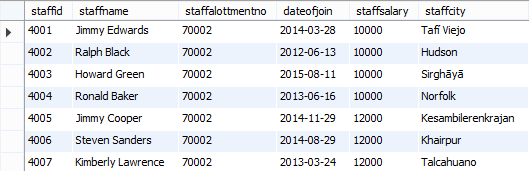 staffid staffname staffalottmentno dateofjoin staffsalary staffcity
4001 Jimmy Edwards 70002 2014-03-28 10000 Tafí Viejo
4002 Ralph Black 70002 2012-06-13 10000 Hudson
4003 Howard Green 70002 2015-08-11 10000 Sirghāyā
4004 Ronald Baker 70002 2013-06-16 10000 Norfolk
4005 Jimmy Cooper 70002 2014-11-29 12000 Kesambilerenkrajan
4006 Steven Sanders 70002 2014-08-29 12000 Khairpur
4007 Kimberly Lawrence 70002 2013-03-24 12000 Talcahuano